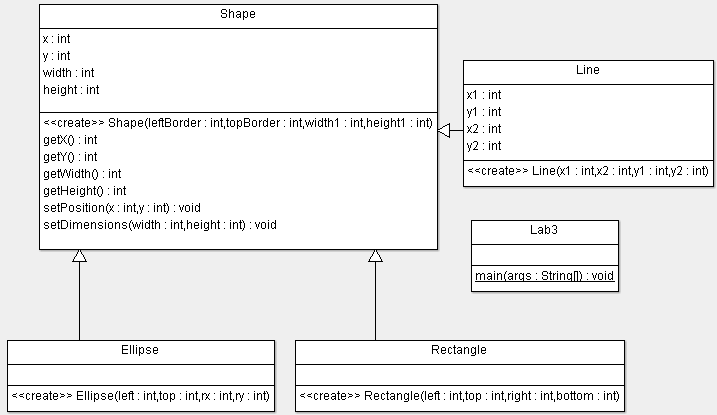 Shape
x : int
y : int
width : int
height : int
<<create>> Shape(leftBorder : int,topBorder : int,width1 : int,height1 : int)
getX() : int
getY() : int
getWidth() : int
getHeight() : int
setPosition(x : int,y : int) : void
setDimensions(width : int,height : int) : void
Line
x1 : int
y1 : int
x2 : int
y2 : int
<<create>> Line(x1 : int,x2 : int,y1 : int,y2 : int)
Lab3
main(args : String[]) : void
Ellipse
<<create>> Ellipse(left : int,top : int,rx : int,ry : int)
Rectangle
<<create>> Rectangle(left : int,top : int,right : int,bottom : int)